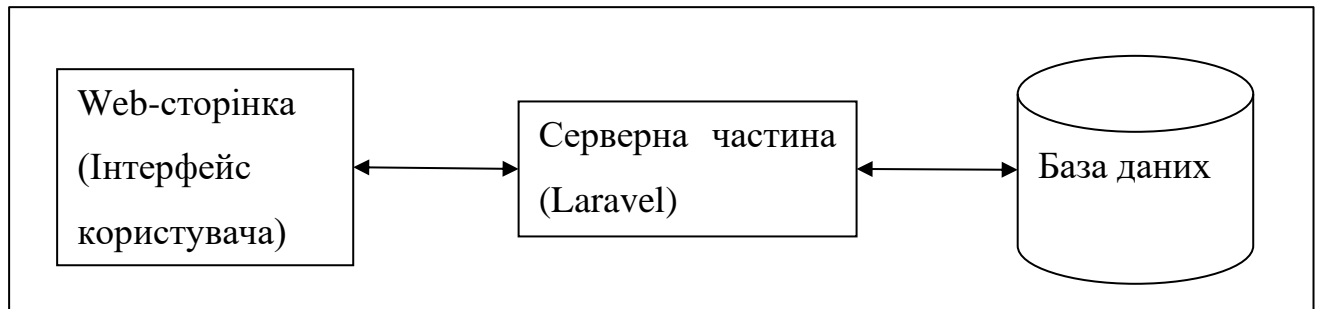 Web-сторінка
(Інтерфейс
користувача)
Серверна частина
(Laravel)
База даних